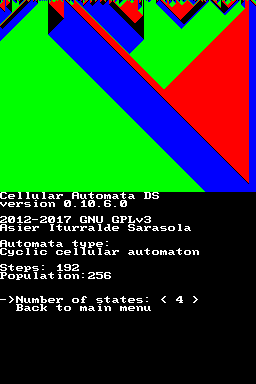 Cellular Automata DS
version 0.10.6.0
2012-2017 GNU GPLv3
Asier Iturralde Sarasola
Automata type:
Cyclic cellular automaton
Steps: 192
Population:256
->Number of states: < 4 >
Back to main menu